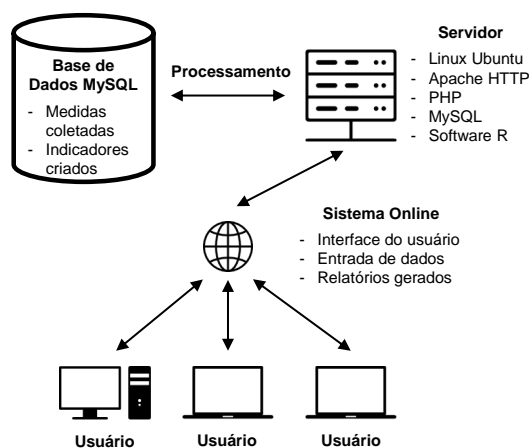 Base de
Dados MySQL
- Medidas
coletadas
- Indicadores
criados
Processamento
Servidor
- Linux Ubuntu
- Apache HTTP
- PHP
- MySQL
- Software R
Sistema Online
- Interface do usuário
- Entrada de dados
- Relatórios gerados
Usuário
Usuário
Usuário